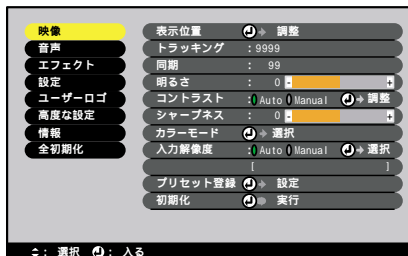 映像
音声
エフェクト
設定
ユーザーロゴ
高度な設定
情報
全初期化
表示位置 調整
トラッキング : 9999
同期 : 99
明るさ : 0 - +
コントラスト : Auto Manual 調整
シャープネス : 0 - +
カラーモード 選択
入力解像度 : Auto Manual 選択
[ ]
プリセット登録 設定
初期化 実行
: 選択 : 入る